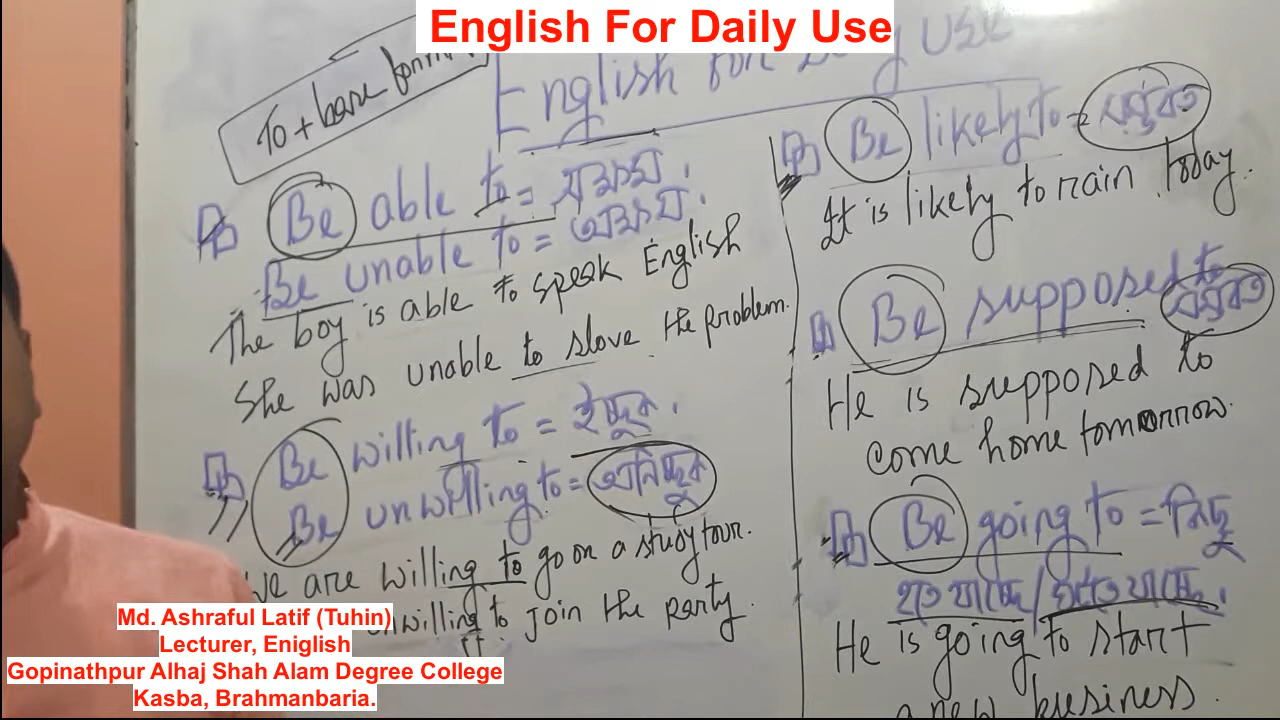 English For Daily Use
To + base form
English for Daily Use
Be able to = সক্ষম.
Be unable to = অক্ষম.
The boy is able to speak English
She was unable to slove the problem.
Be willing to = ইচ্ছুক.
Be unwilling to = অনিচ্ছুক
We are willing to go on a study tour.
unwilling to join the party.
Be likely to = সম্ভবত
It is likely to rain today.
Be supposed to
সম্ভবত
He is supposed to
come home tomorrow.
Be going to = কিছু
হতে যাচ্ছে / ঘটতে যাচ্ছে.
He is going to start
a new business.
Md. Ashraful Latif (Tuhin)
Lecturer, Eniglish
Gopinathpur Alhaj Shah Alam Degree College
Kasba, Brahmanbaria.